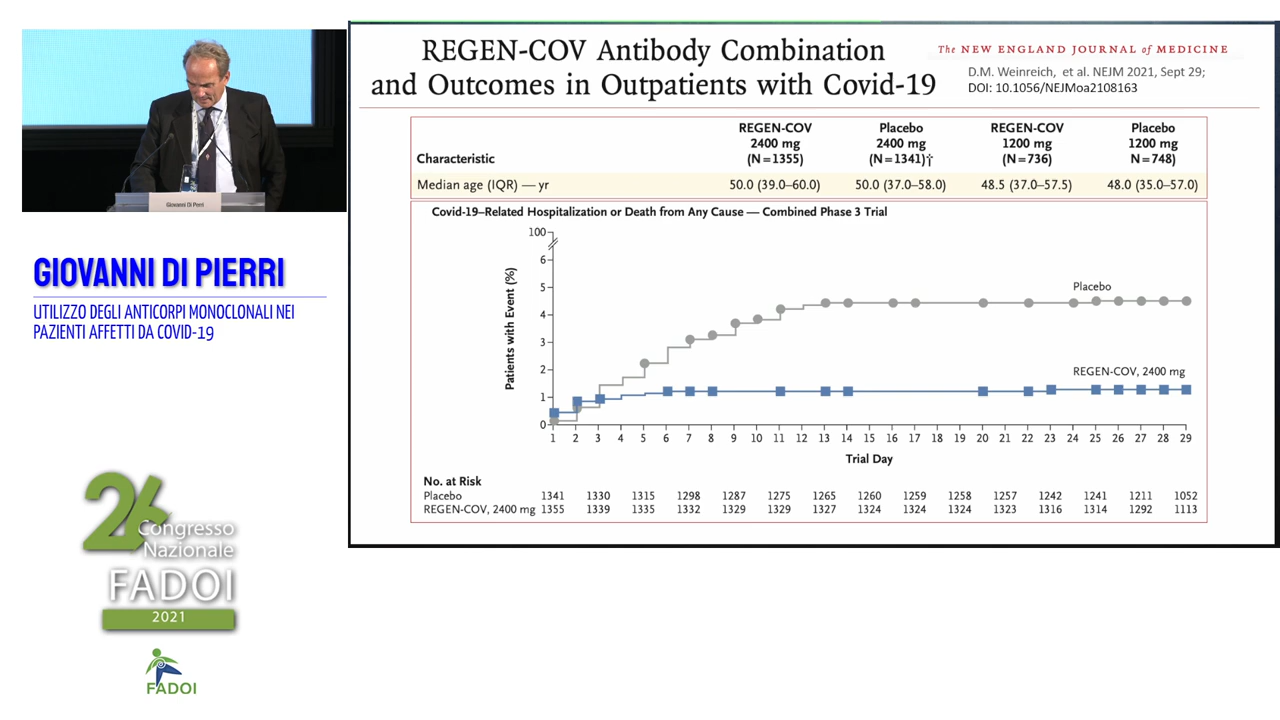 REGEN-COV Antibody Combination
and Outcomes in Outpatients with Covid-19
The NEW ENGLAND JOURNAL of MEDICINE
D.M. Weinreich, et al. NEJM 2021, Sept 29;
DOI: 10.1056/NEJMoa2108163
Characteristic
REGEN-COV
2400 mg
(N=1355)
Placebo
2400 mg
(N=1341)†
REGEN-COV
1200 mg
(N=736)
Placebo
1200 mg
N=748)
Median age (IQR) — yr 50.0 (39.0–60.0) 50.0 (37.0–58.0) 48.5 (37.0–57.5) 48.0 (35.0–57.0)
Covid-19–Related Hospitalization or Death from Any Cause — Combined Phase 3 Trial
Patients with Event (%)
100
6
5
4
3
2
1
0
Placebo
REGEN-COV, 2400 mg
1 2 3 4 5 6 7 8 9 10 11 12 13 14 15 16 17 18 19 20 21 22 23 24 25 26 27 28 29
Trial Day
No. at Risk
Placebo 1341 1330 1315 1298 1287 1275 1265 1260 1259 1258 1257 1242 1241 1211 1052
REGEN-COV, 2400 mg 1355 1339 1335 1332 1329 1329 1327 1324 1324 1324 1323 1316 1314 1292 1113
Giovanni Di Perri
GIOVANNI DI PIERRI
UTILIZZO DEGLI ANTICORPI MONOCLONALI NEI
PAZIENTI AFFETTI DA COVID-19
26
Congresso
Nazionale
FADOI
2021
FADOI